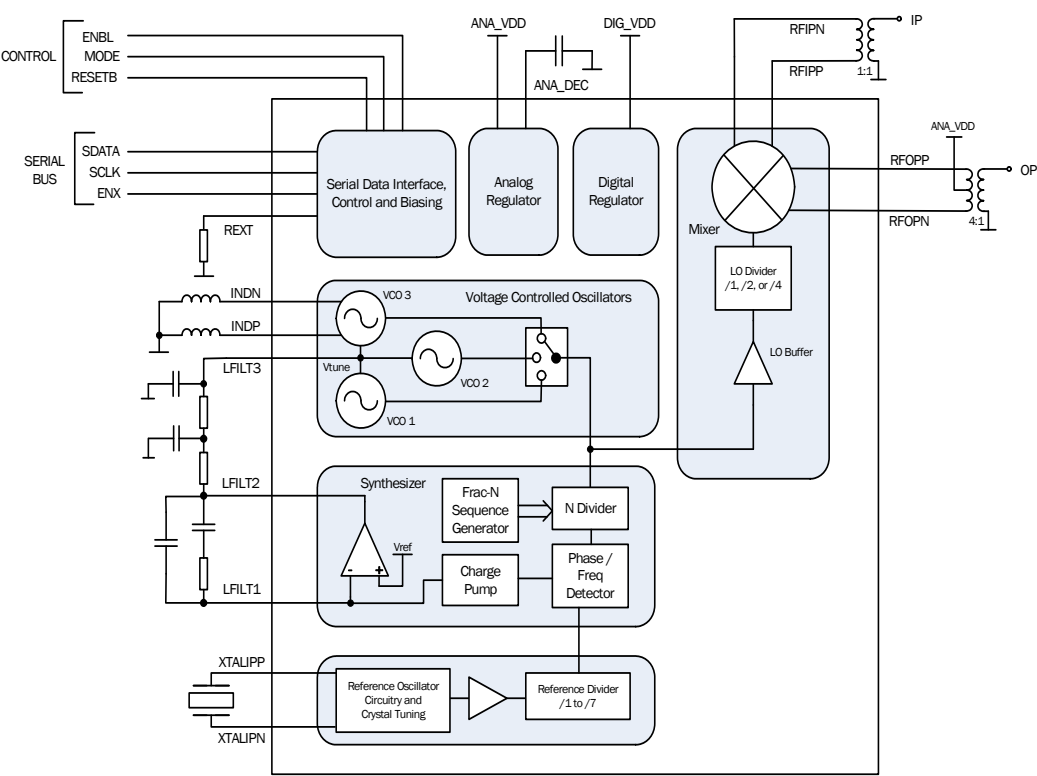 CONTROL
ENBL
MODE
RESETB
ANA_VDD
DIG_VDD
ANA_DEC
RFIPN
RFIPP
1:1
IP
SERIAL
BUS
SDATA
SCLK
ENX
REXT
Serial Data Interface,
Control and Biasing
Analog
Regulator
Digital
Regulator
Mixer
ANA_VDD
RFOPP
RFOPN
4:1
OP
LO Divider
/1, /2, or /4
LO Buffer
INDN
INDP
LFILT3
VCO 3
Voltage Controlled Oscillators
Vtune
VCO 2
VCO 1
LFILT2
LFILT1
Synthesizer
Frac-N
Sequence
Generator
N Divider
Vref
-
+
Charge
Pump
Phase /
Freq
Detector
XTALIPP
XTALIPN
Reference Oscillator
Circuitry and
Crystal Tuning
Reference Divider
/1 to /7